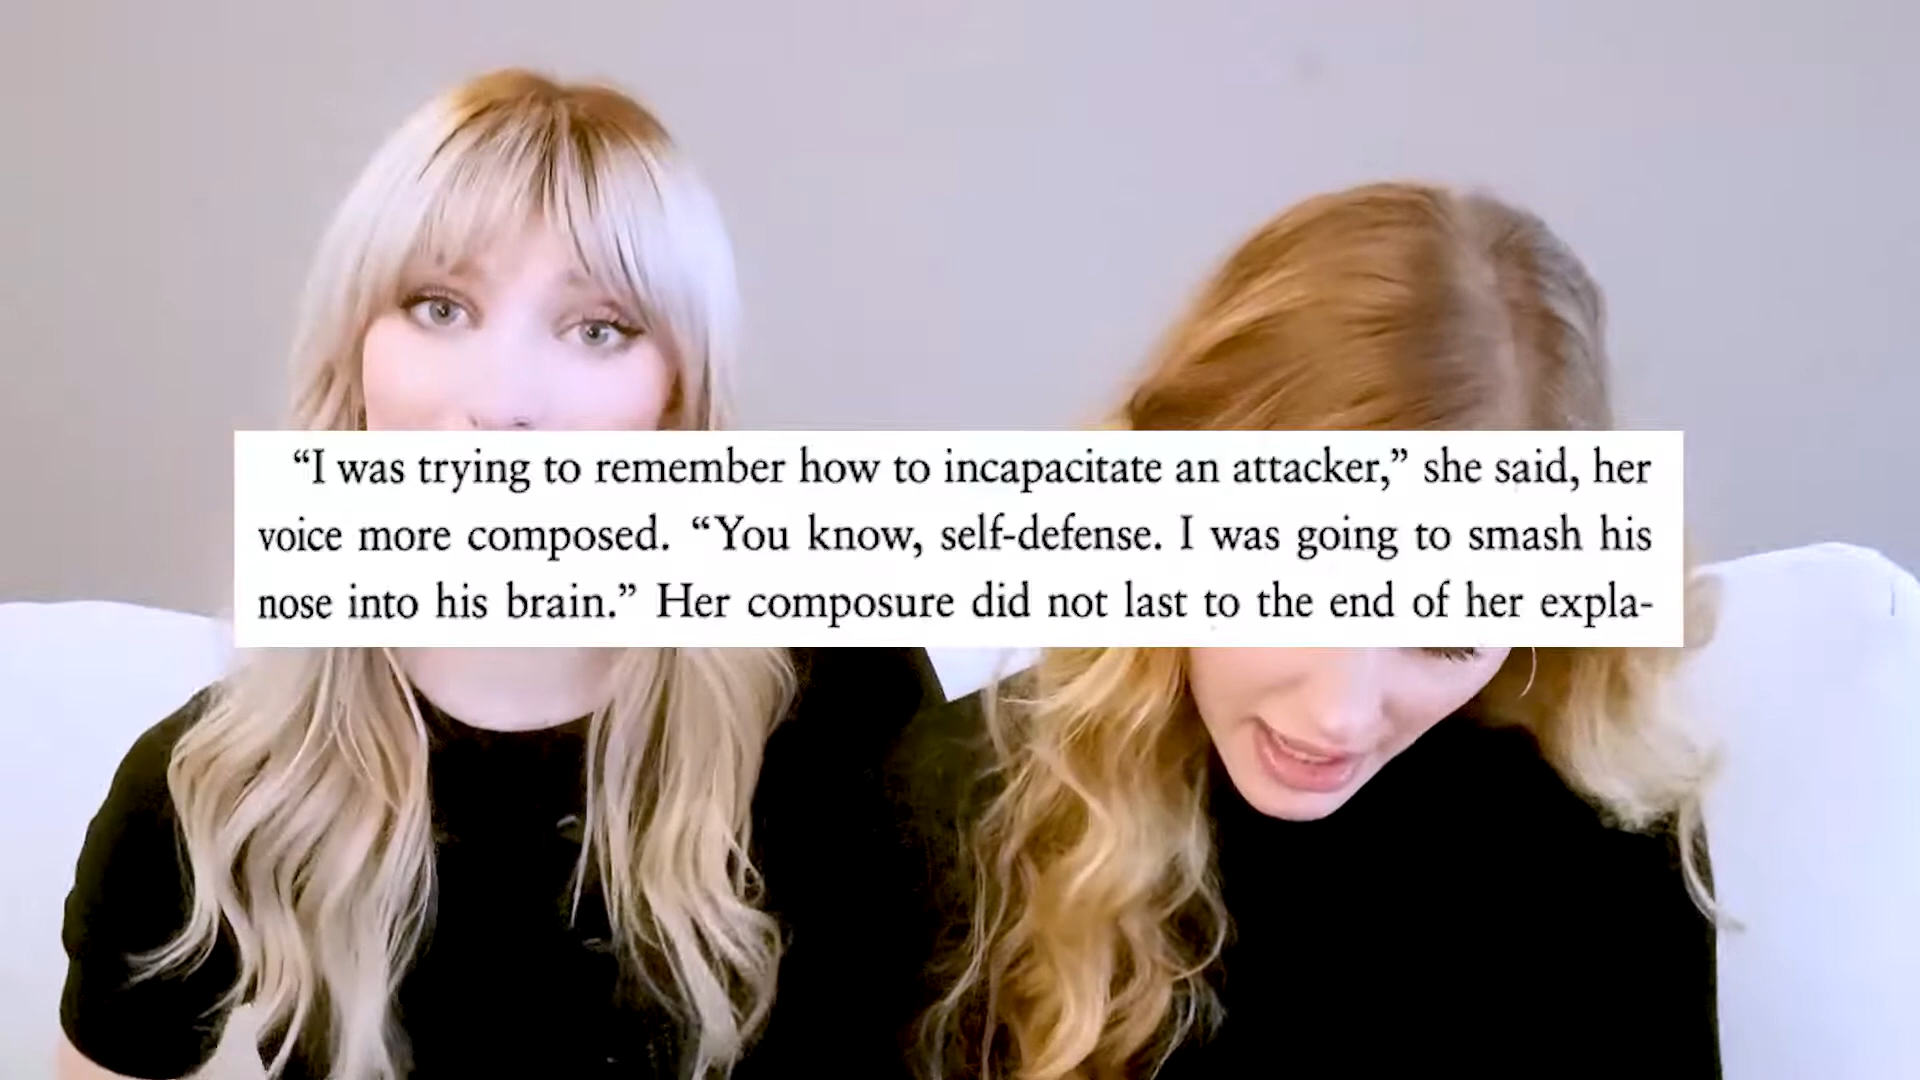 “I was trying to remember how to incapacitate an attacker,” she said, her
voice more composed. “You know, self-defense. I was going to smash his
nose into his brain.” Her composure did not last to the end of her expla-